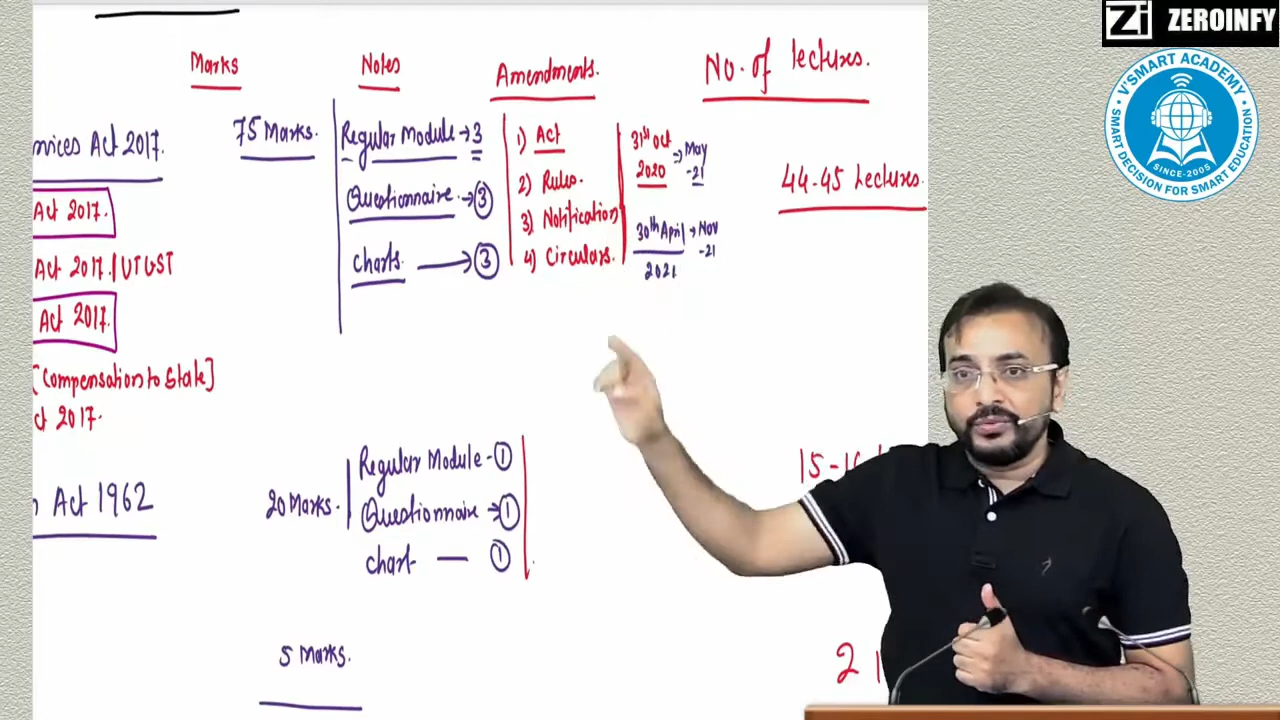 Zi ZEROINFY
V'SMART ACADEMY
SINCE-2005
SMART DECISION FOR SMART EDUCATION
Marks Notes Amendments. No. of lectures.
Act 2017. 75 Marks. Regular Module → 3 1) Act 31st Oct 2020 ⇒ May -21
Act 2017. Questionnaire → 3 2) Rules. 44-45 Lectures.
3) Notification 30th April 2021 → Nov -21
Act 2017. / UTGST charts. → 3 4) Circulars.
Act 2017.
[Compensation to State]
2017.
Regular Module - 1 15-
Act 1962 20 Marks. Questionnaire → 1
chart — 1
5 Marks. 2